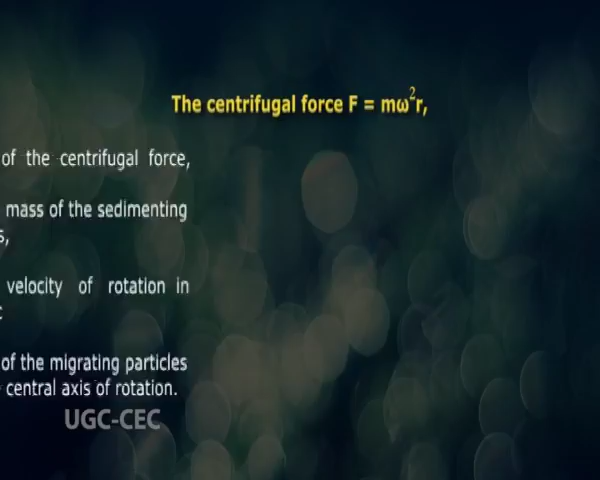 The centrifugal force F = mω²r,
of the centrifugal force,
mass of the sedimenting
s,
velocity of rotation in
of the migrating particles
central axis of rotation.
UGC-CEC